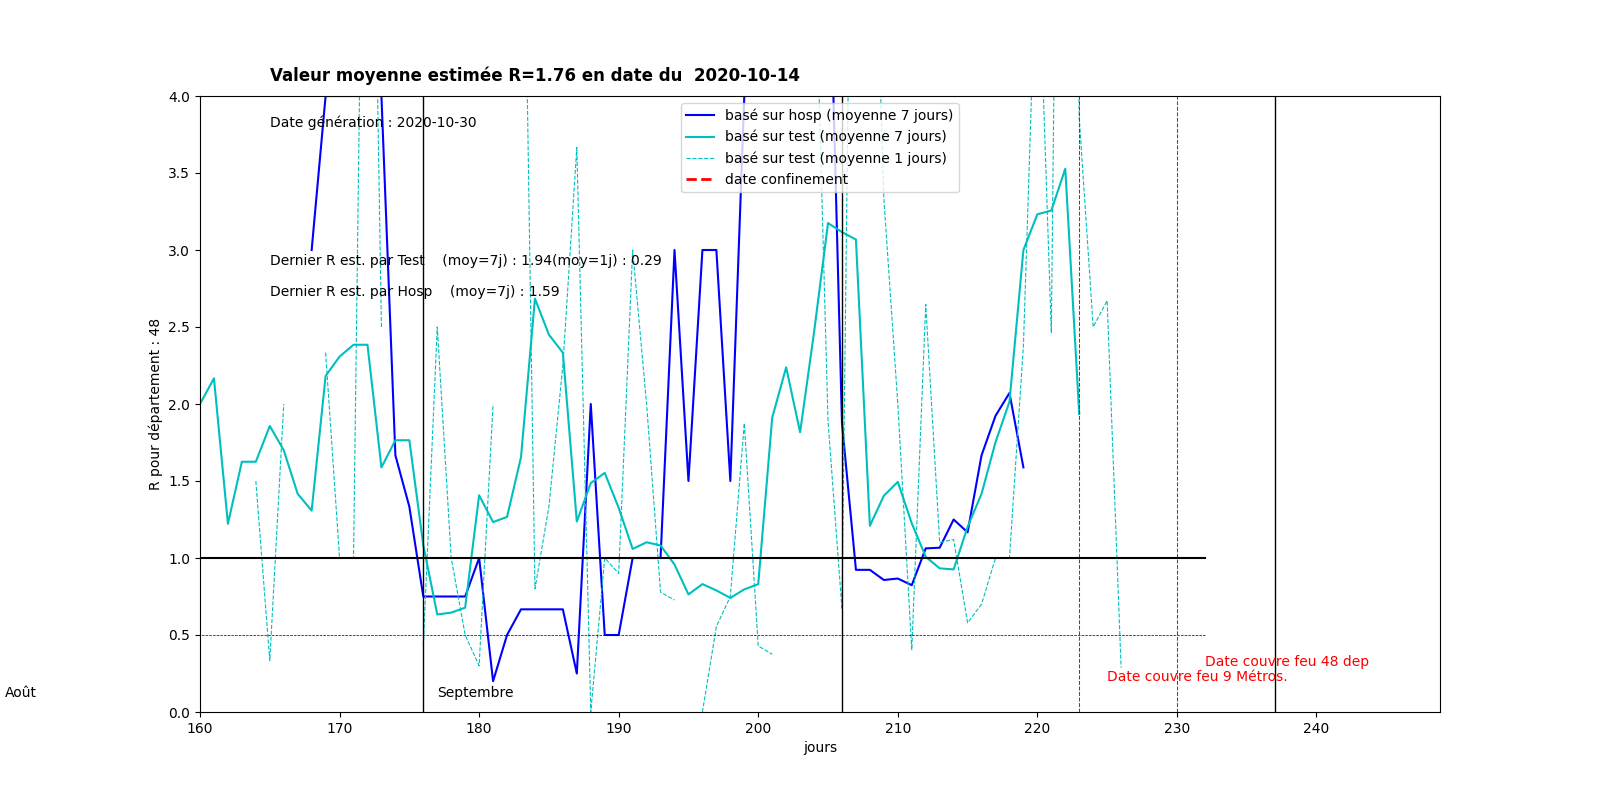 Valeur moyenne estimée R=1.76 en date du  2020-10-14
4.0
3.5
3.0
2.5
2.0
1.5
1.0
0.5
0.0
R pour département : 48
Date génération : 2020-10-30
basé sur hosp (moyenne 7 jours)
basé sur test (moyenne 7 jours)
basé sur test (moyenne 1 jours)
date confinement
Dernier R est. par Test    (moy=7j) : 1.94(moy=1j) : 0.29
Dernier R est. par Hosp    (moy=7j) : 1.59
Date couvre feu 48 dep
Date couvre feu 9 Métros.
Août
Septembre
160 170 180 190 200 210 220 230 240
jours